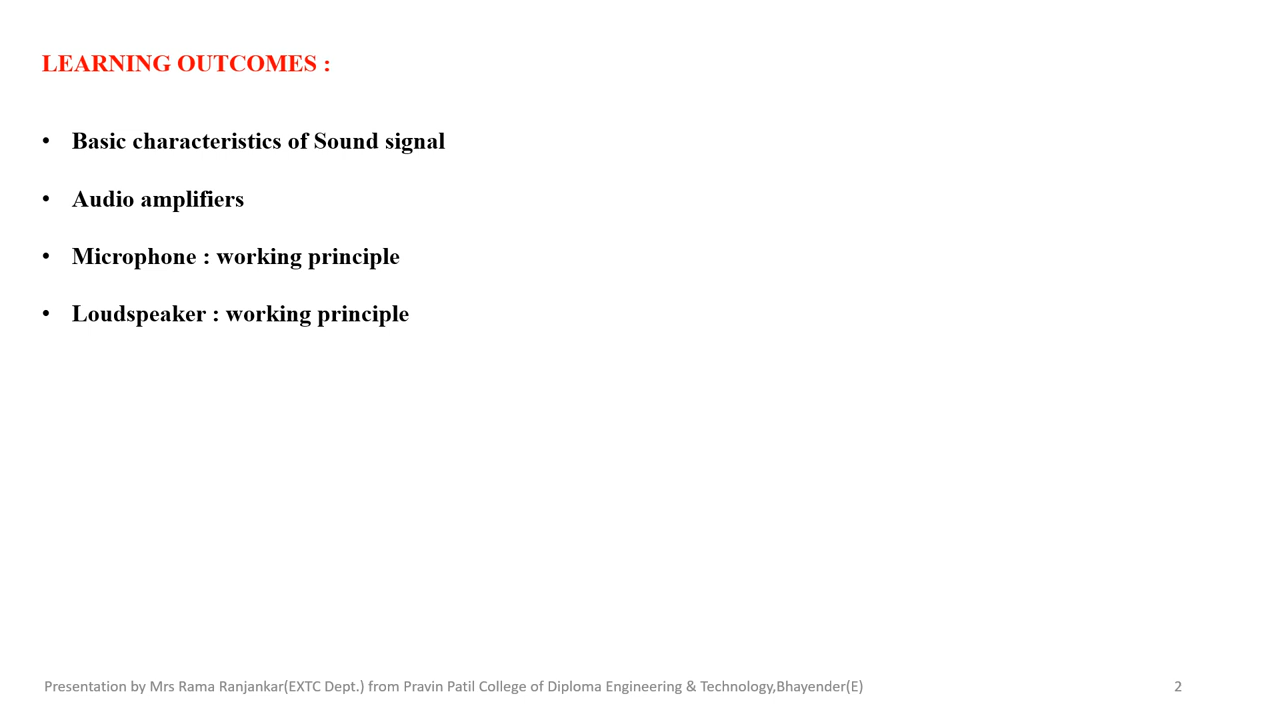 LEARNING OUTCOMES :
• Basic characteristics of Sound signal
• Audio amplifiers
• Microphone : working principle
• Loudspeaker : working principle
Presentation by Mrs Rama Ranjankar(EXTC Dept.) from Pravin Patil College of Diploma Engineering & Technology,Bhayender(E) 2